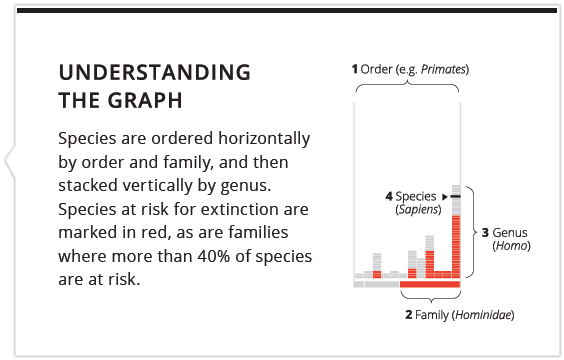 UNDERSTANDING
THE GRAPH
Species are ordered horizontally
by order and family, and then
stacked vertically by genus.
Species at risk for extinction are
marked in red, as are families
where more than 40% of species
are at risk.
1 Order (e.g. Primates)
4 Species
(Sapiens)
3 Genus
(Homo)
2 Family (Hominidae)